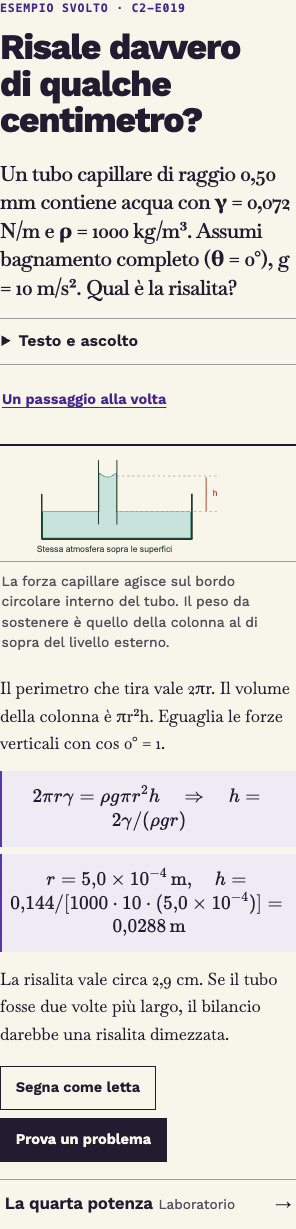 ESEMPIO SVOLTO · C2–E019
Risale davvero
di qualche
centimetro?
Un tubo capillare di raggio 0,50
mm contiene acqua con γ = 0,072
N/m e ρ = 1000 kg/m³. Assumi
bagnamento completo (θ = 0°), g
= 10 m/s². Qual è la risalita?
▶ Testo e ascolto
Un passaggio alla volta
h
Stessa atmosfera sopra le superfici
La forza capillare agisce sul bordo
circolare interno del tubo. Il peso da
sostenere è quello della colonna al di
sopra del livello esterno.
Il perimetro che tira vale 2πr. Il volume
della colonna è πr²h. Eguaglia le forze
verticali con cos 0° = 1.
2πrγ = ρgπr²h ⇒ h =
2γ/(ρgr)
r = 5,0 × 10⁻⁴ m, h =
0,144/[1000 · 10 · (5,0 × 10⁻⁴)] =
0,0288 m
La risalita vale circa 2,9 cm. Se il tubo
fosse due volte più largo, il bilancio
darebbe una risalita dimezzata.
Segna come letta
Prova un problema
La quarta potenza Laboratorio →